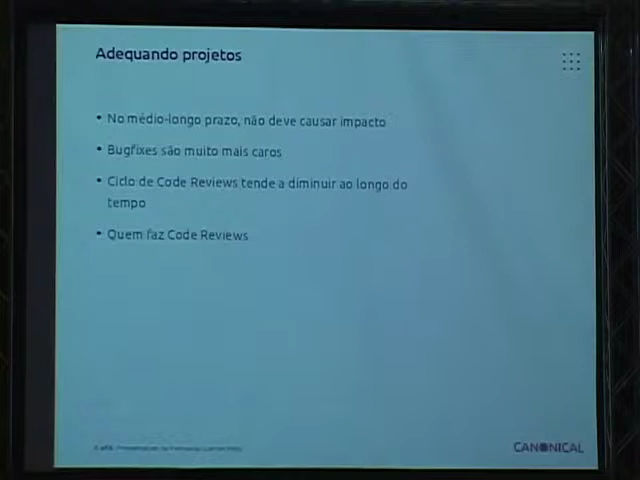 Adequando projetos
• No médio-longo prazo, não deve causar impacto
• Bugfixes são muito mais caros
• Ciclo de Code Reviews tende a diminuir ao longo do
tempo
• Quem faz Code Reviews
CANONICAL